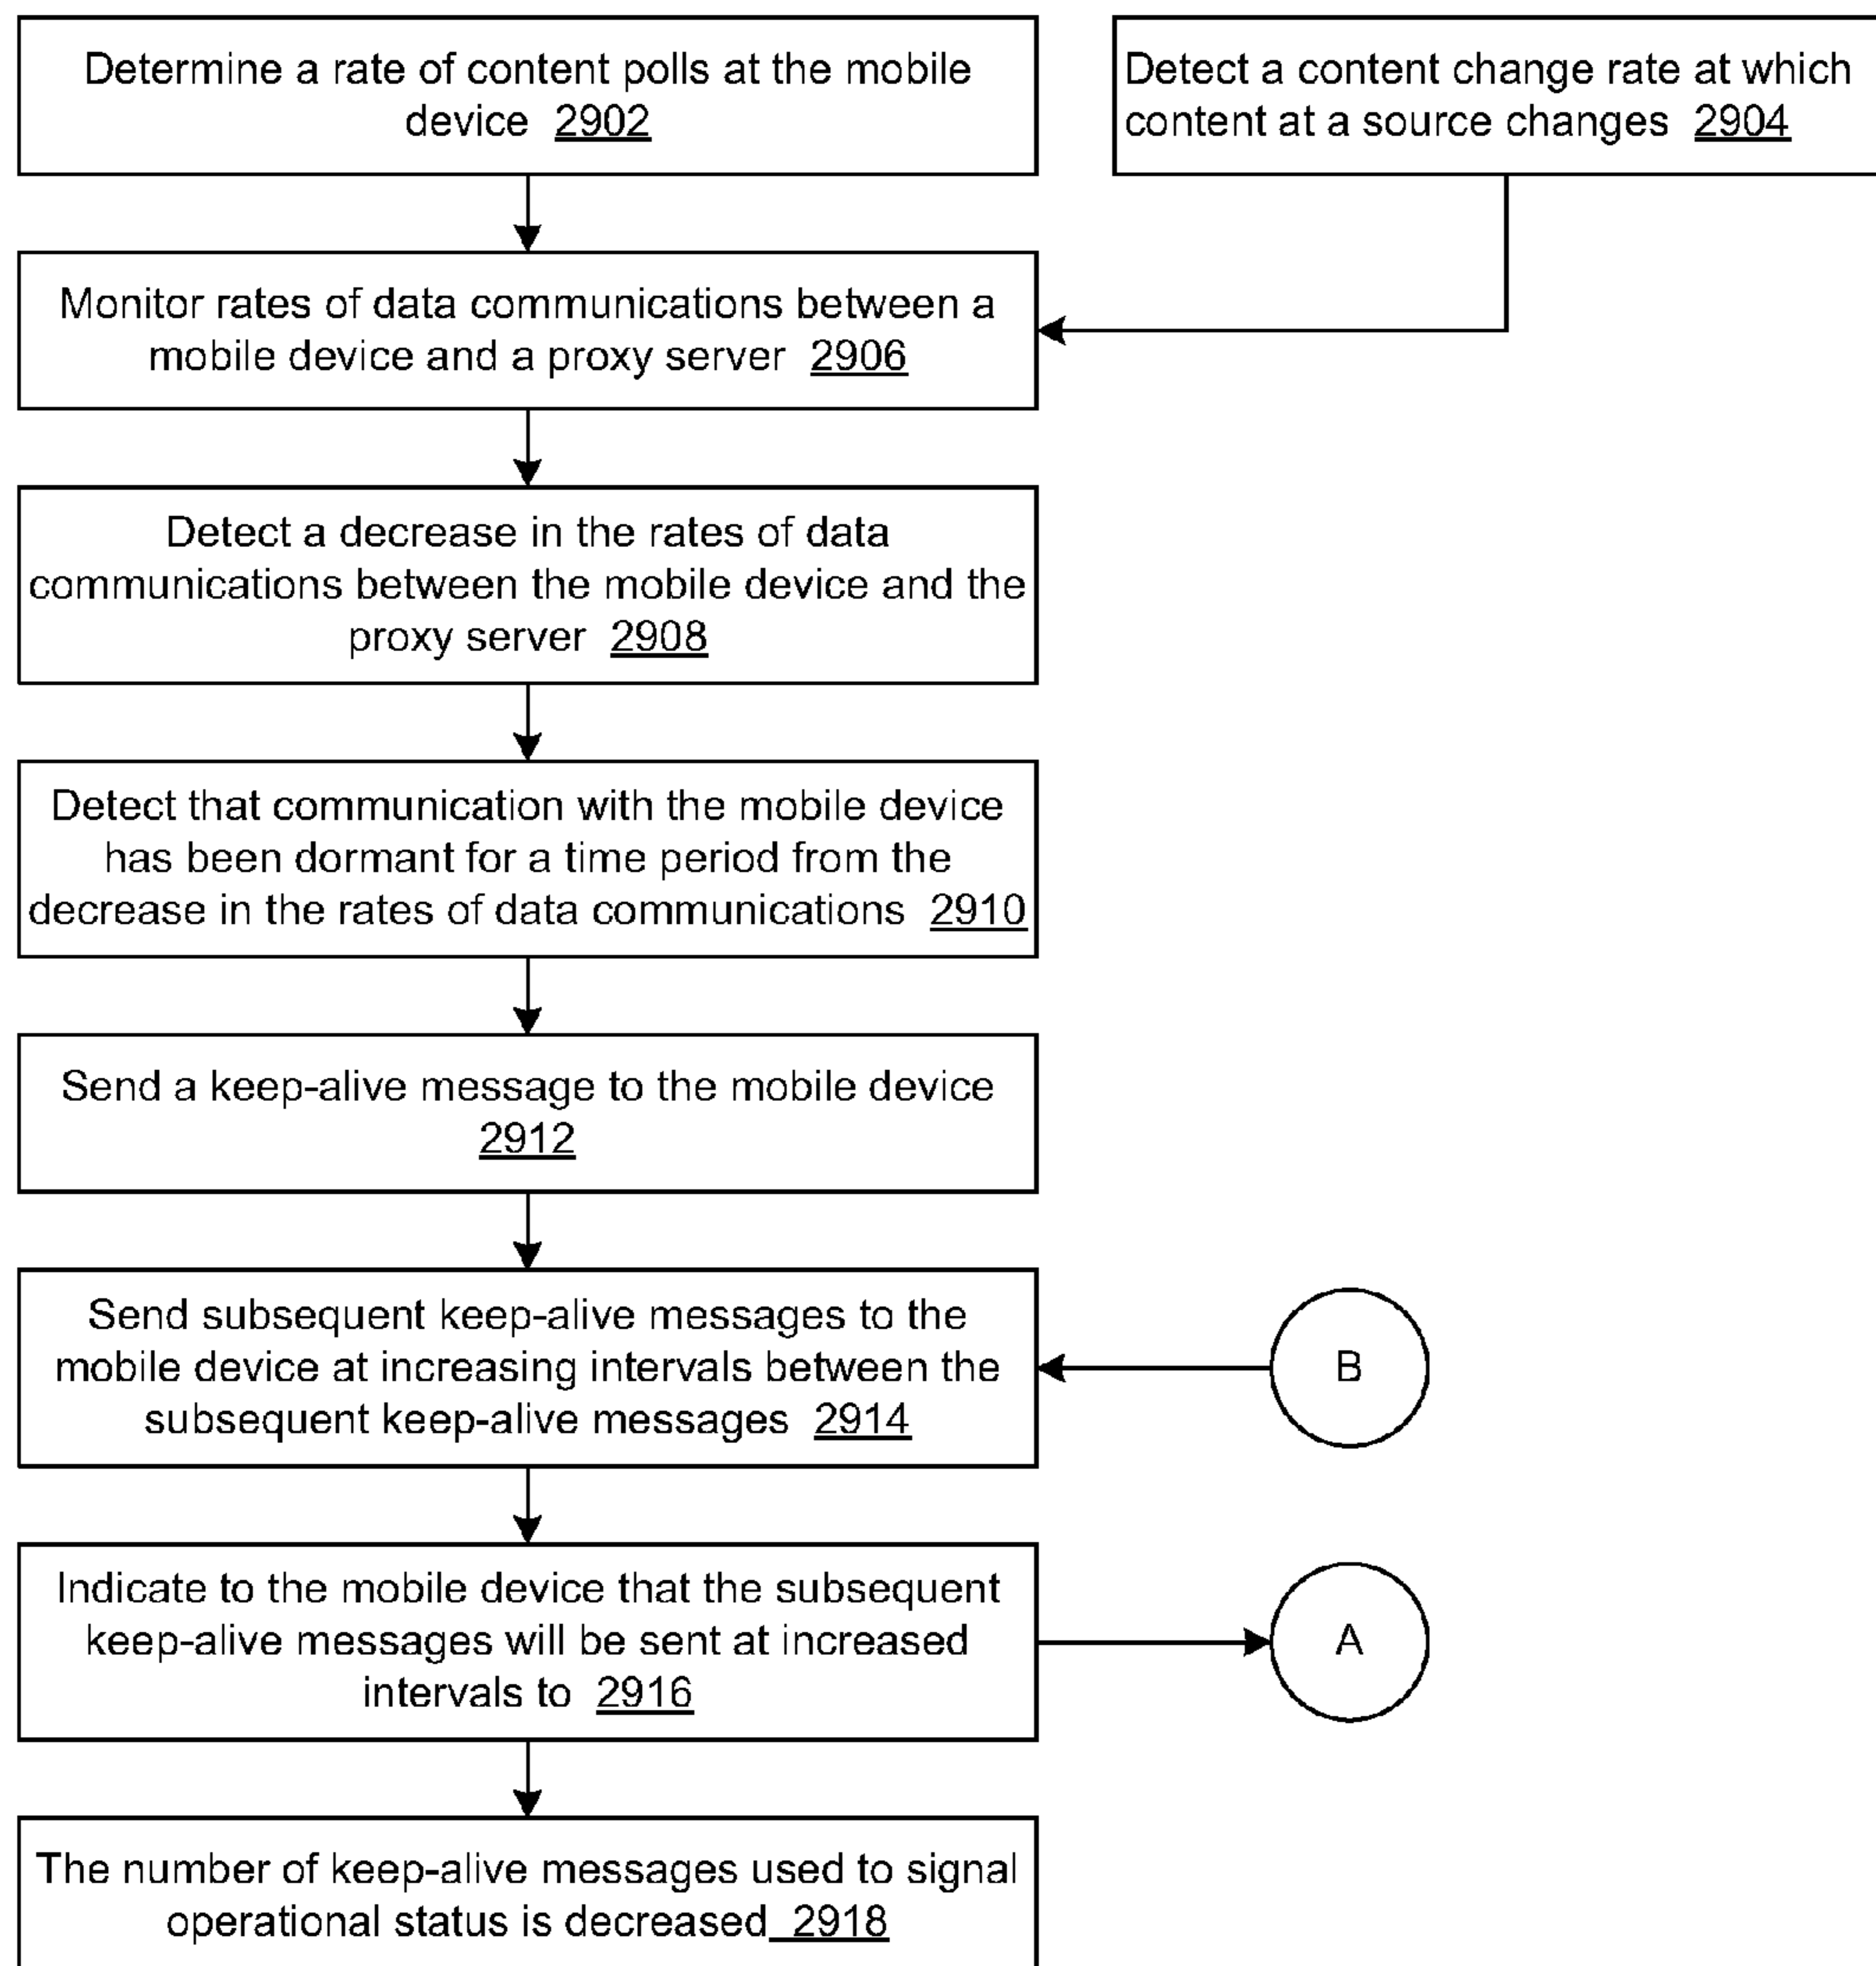 Determine a rate of content polls at the mobile
device 2902
Detect a content change rate at which
content at a source changes 2904
Monitor rates of data communications between a
mobile device and a proxy server 2906
Detect a decrease in the rates of data
communications between the mobile device and the
proxy server 2908
Detect that communication with the mobile device
has been dormant for a time period from the
decrease in the rates of data communications 2910
Send a keep-alive message to the mobile device
2912
Send subsequent keep-alive messages to the
mobile device at increasing intervals between the
subsequent keep-alive messages 2914
B
Indicate to the mobile device that the subsequent
keep-alive messages will be sent at increased
intervals to 2916
A
The number of keep-alive messages used to signal
operational status is decreased 2918